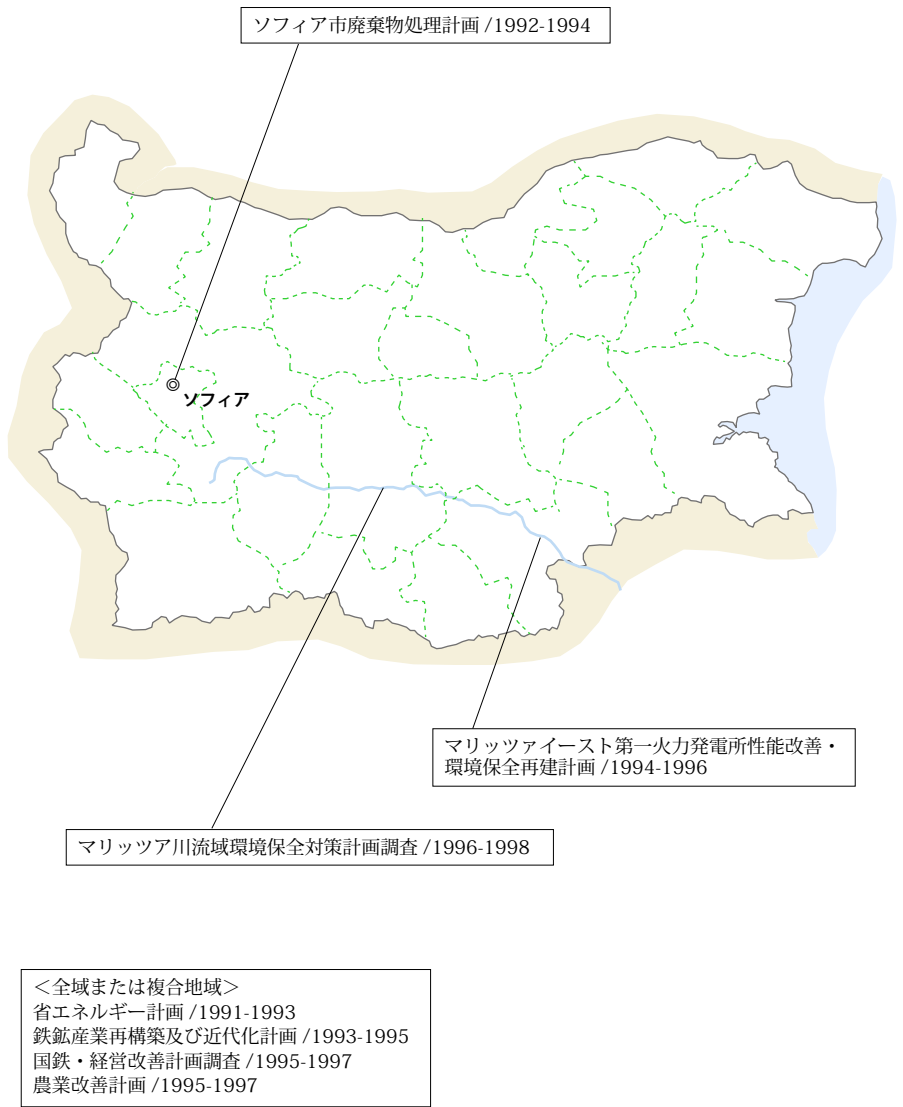 ソフィア市廃棄物処理計画 /1992-1994
ソフィア
マリッツァイースト第一火力発電所性能改善・
環境保全再建計画 /1994-1996
マリッツア川流域環境保全対策計画調査 /1996-1998
＜全域または複合地域＞
省エネルギー計画 /1991-1993
鉄鉱産業再構築及び近代化計画 /1993-1995
国鉄・経営改善計画調査 /1995-1997
農業改善計画 /1995-1997